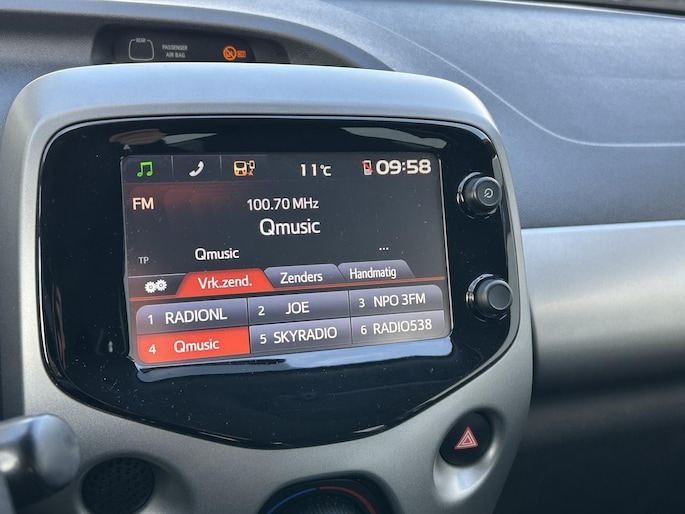 REAR
PASSENGER
AIR BAG
11°C
09:58
FM
100.70 MHz
Qmusic
TP
Qmusic
...
Vrk.zend.
Zenders
Handmatig
1 RADIONL
2 JOE
3 NPO 3FM
4 Qmusic
5 SKYRADIO
6 RADIO538